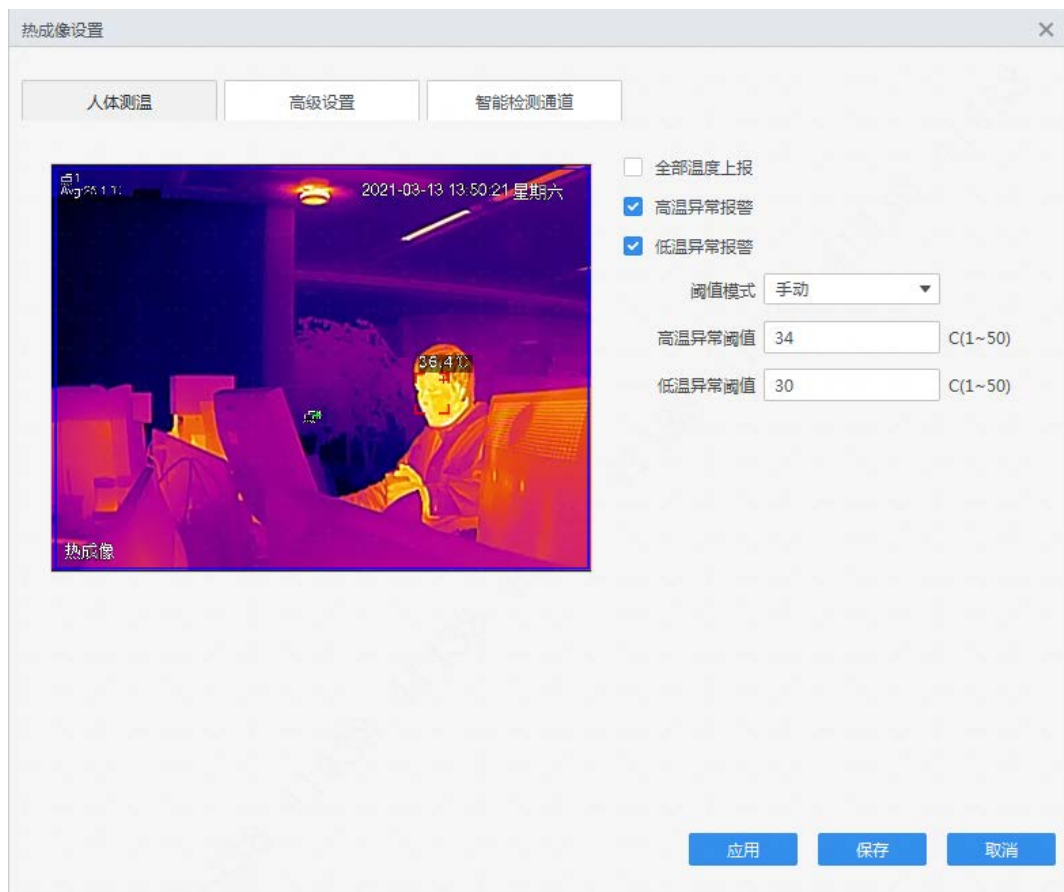 热成像设置
人体测温 高级设置 智能检测通道
点1
2021-03-13 13:50:21 星期六
36.4℃
热成像
全部温度上报
高温异常报警
低温异常报警
阈值模式 手动
高温异常阈值 34 C(1~50)
低温异常阈值 30 C(1~50)
应用 保存 取消